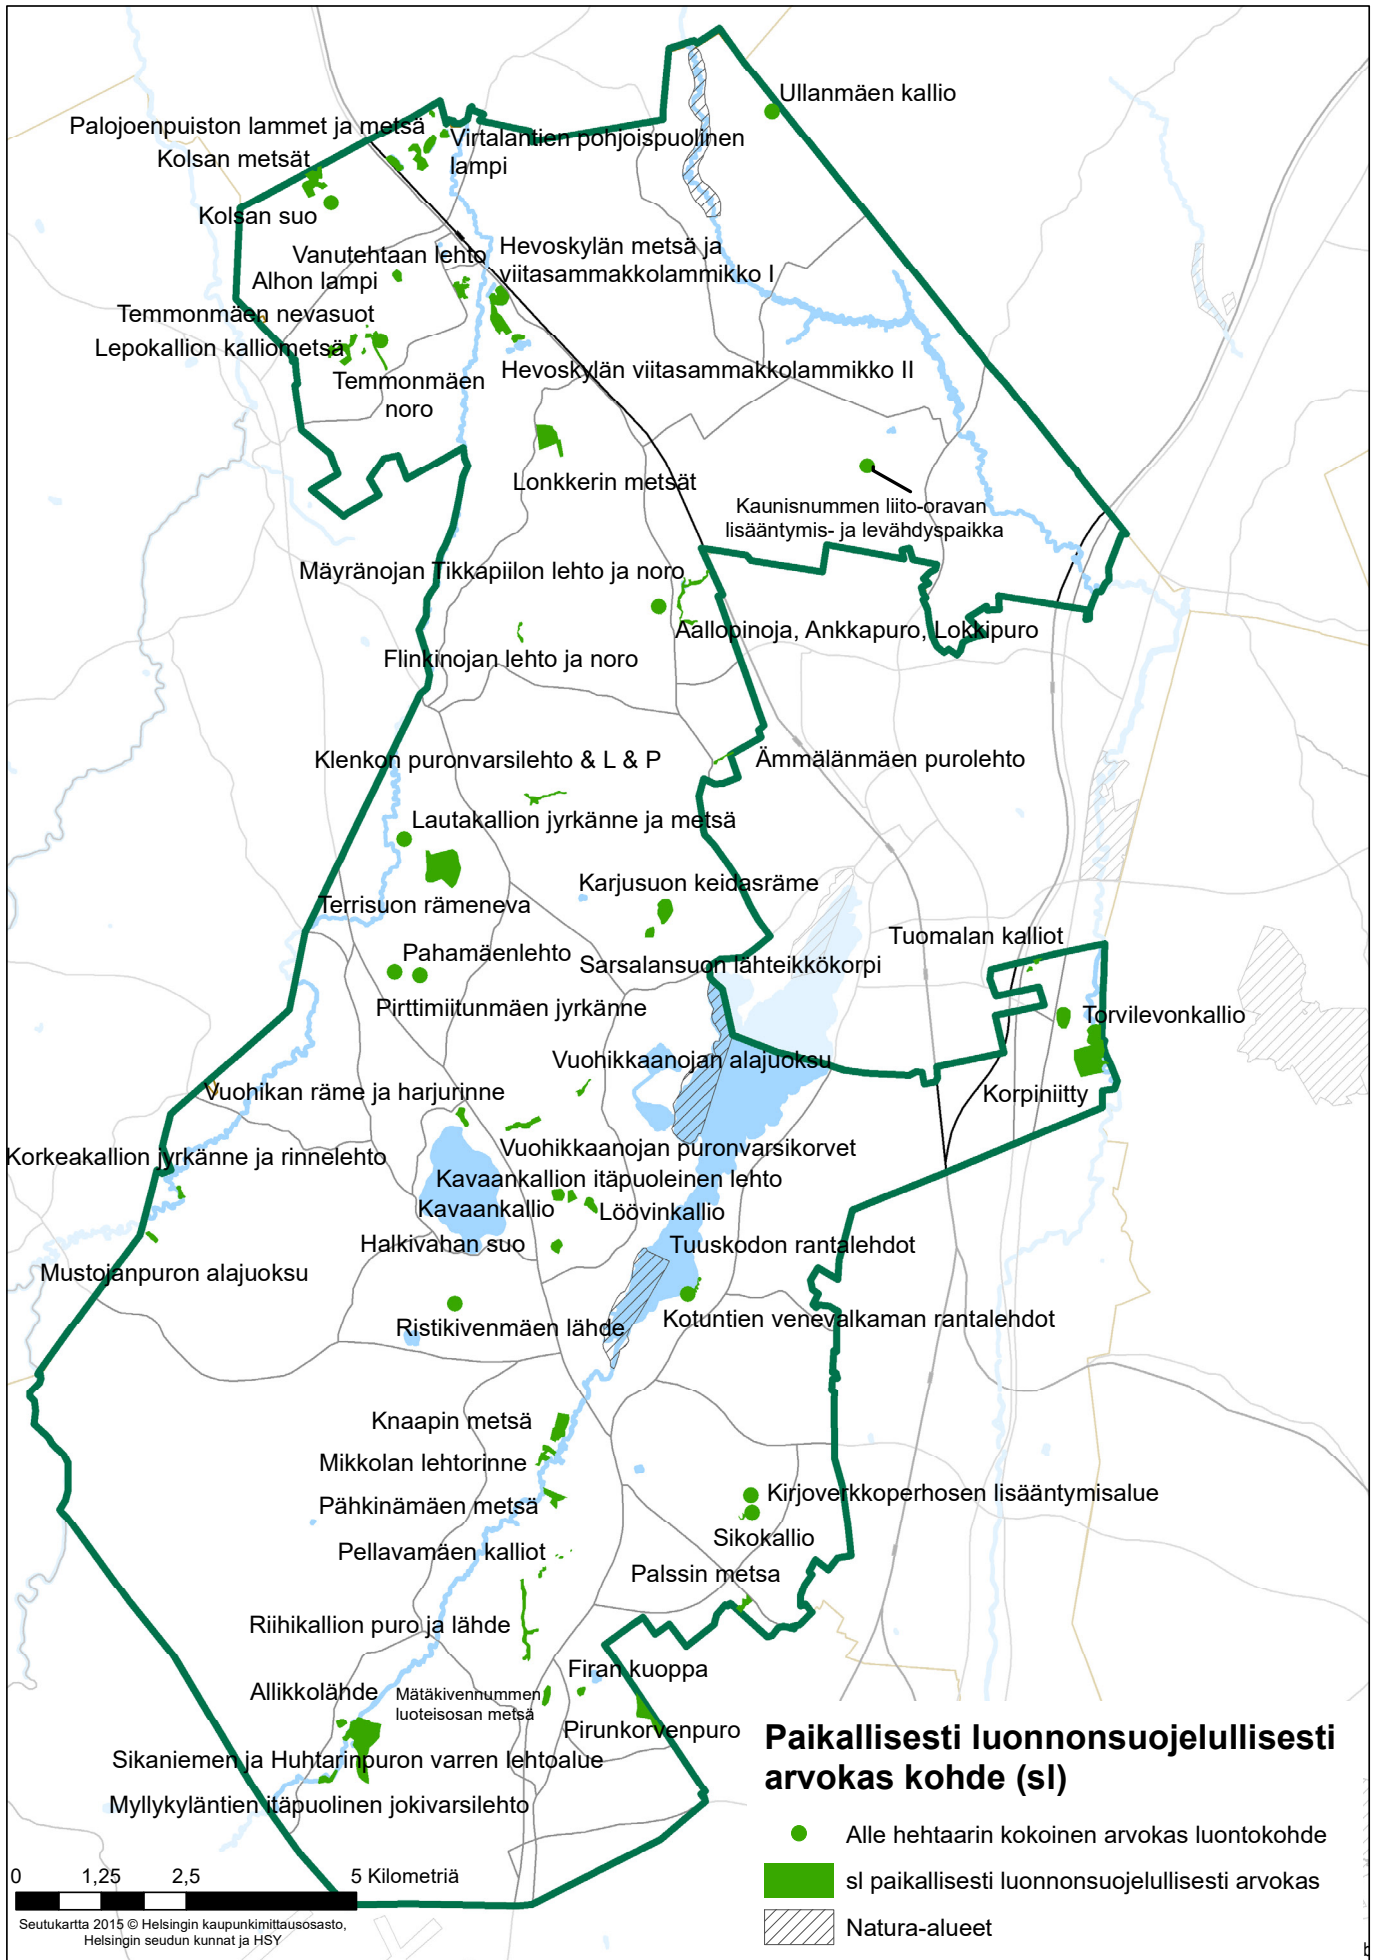 Ullanmäen kallio
Palojoenpuiston lammet ja metsä
Virtalantien pohjoispuolinen
lampi
Kolsan metsät
Kolsan suo
Vanutehtaan lehto
Hevoskylän metsä ja
viitasammakkolammikko I
Alhon lampi
Temmonmäen nevasuot
Lepokallion kalliometsä
Temmonmäen
noro
Hevoskylän viitasammakkolammikko II
Lonkkerin metsät
Kaunisnummen liito-oravan
lisääntymis- ja levähdyspaikka
Mäyränojan Tikkapiilon lehto ja noro
Aallopinoja, Ankkapuro, Lokkipuro
Flinkinojan lehto ja noro
Klenkon puronvarsilehto & L & P
Ämmälänmäen purolehto
Lautakallion jyrkänne ja metsä
Karjusuon keidasräme
Terrisuon rämeneva
Tuomalan kalliot
Pahamäenlehto
Sarsalansuon lähteikkökorpi
Pirttimiitunmäen jyrkänne
Torvilevonkallio
Vuohikkaanojan alajuoksu
Vuohikan räme ja harjurinne
Korpiniitty
Vuohikkaanojan puronvarsikorvet
Korkeakallion jyrkänne ja rinnelehto
Kavaankallion itäpuoleinen lehto
Kavaankallio
Löövinkallio
Halkivahan suo
Tuuskodon rantalehdot
Mustojanpuron alajuoksu
Ristikivenmäen lähde
Kotuntien venevalkaman rantalehdot
Knaapin metsä
Mikkolan lehtorinne
Pähkinämäen metsä
Kirjoverkkoperhosen lisääntymisalue
Sikokallio
Pellavamäen kalliot
Palssin metsa
Riihikallion puro ja lähde
Firan kuoppa
Allikkolähde
Mätäkivennummen
luoteisosan metsä
Pirunkorvenpuro
Sikaniemen ja Huhtarinpuron varren lehtoalue
Myllykyläntien itäpuolinen jokivarsilehto
Paikallisesti luonnonsuojelullisesti
arvokas kohde (sl)
Alle hehtaarin kokoinen arvokas luontokohde
sl paikallisesti luonnonsuojelullisesti arvokas
Natura-alueet
0 1,25 2,5 5 Kilometriä
Seutukartta 2015 © Helsingin kaupunkimittausosasto,
Helsingin seudun kunnat ja HSY